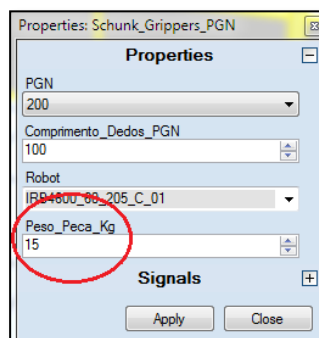 Properties: Schunk_Grippers_PGN
Properties
PGN
200
Comprimento_Dedos_PGN
100
Robot
IRB4600_60_205_C_01
Peso_Peca_Kg
15
Signals
Apply
Close